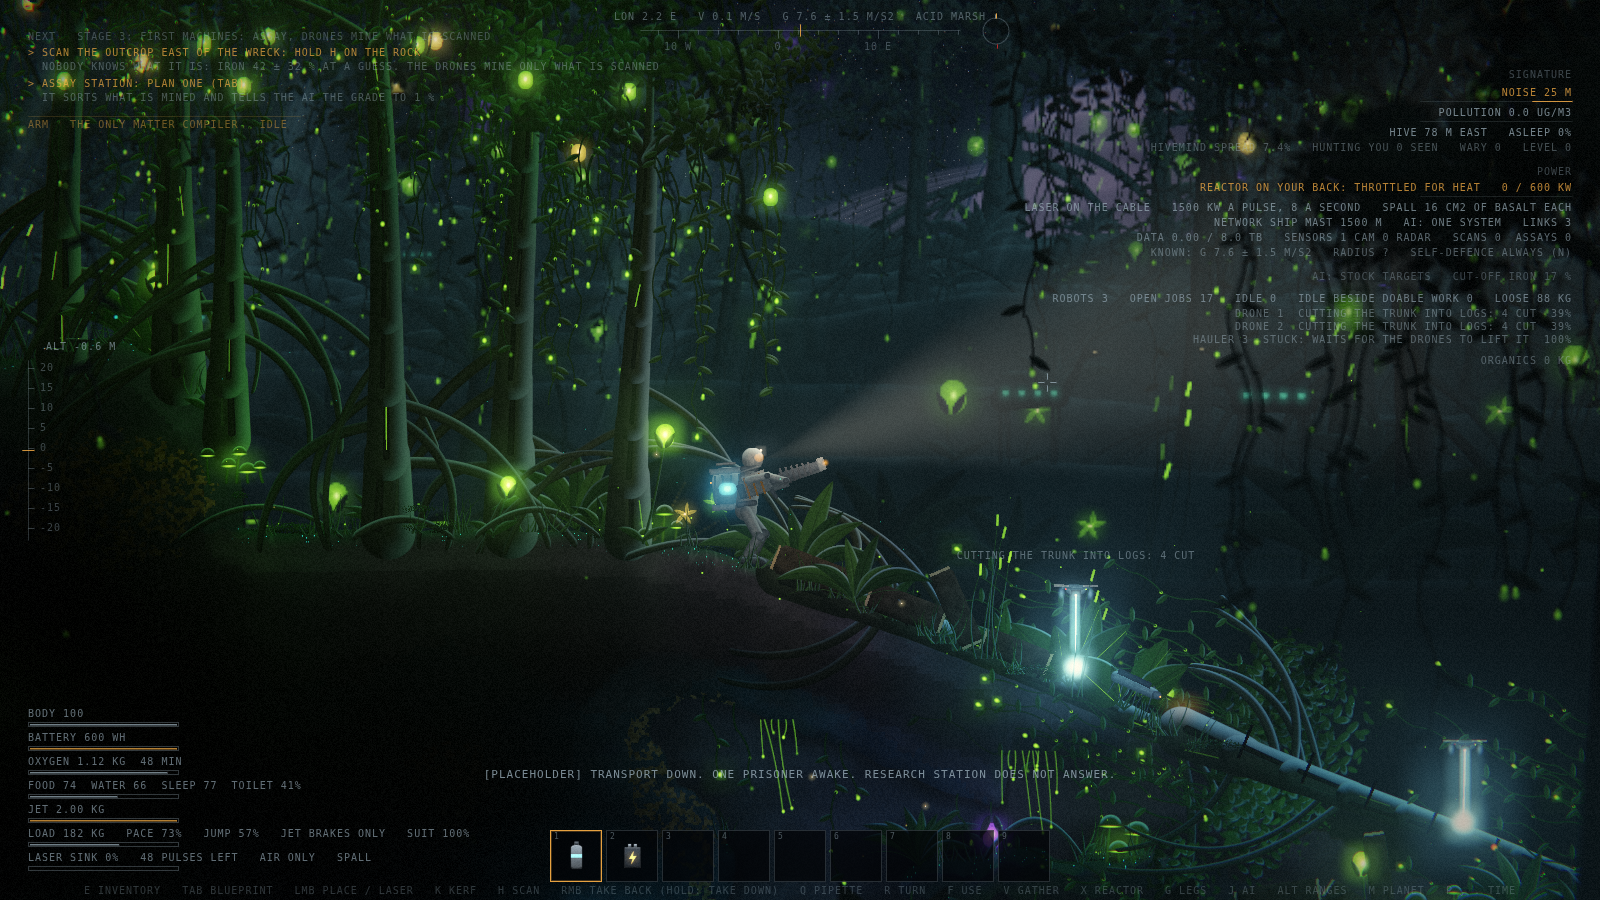 LON 2.2 E   V 0.1 M/S   G 7.6 ± 1.5 M/S2   ACID MARSH
10 W   0   10 E
NEXT   STAGE 3: FIRST MACHINES: ASSAY, DRONES MINE WHAT IS SCANNED
> SCAN THE OUTCROP EAST OF THE WRECK: HOLD H ON THE ROCK
NOBODY KNOWS WHAT IT IS: IRON 42 ± 32 % AT A GUESS. THE DRONES MINE ONLY WHAT IS SCANNED
> ASSAY STATION: PLAN ONE (TAB)
IT SORTS WHAT IS MINED AND TELLS THE AI THE GRADE TO 1 %
ARM   THE ONLY MATTER COMPILER   IDLE
SIGNATURE
NOISE 25 M
POLLUTION 0.0 UG/M3
HIVE 78 M EAST   ASLEEP 0%
HIVEMIND SPREAD 7.4%   HUNTING YOU 0 SEEN   WARY 0   LEVEL 0
POWER
REACTOR ON YOUR BACK: THROTTLED FOR HEAT   0 / 600 KW
LASER ON THE CABLE   1500 KW A PULSE, 8 A SECOND   SPALL 16 CM2 OF BASALT EACH
NETWORK SHIP MAST 1500 M   AI: ONE SYSTEM   LINKS 3
DATA 0.00 / 8.0 TB   SENSORS 1 CAM 0 RADAR   SCANS 0   ASSAYS 0
KNOWN: G 7.6 ± 1.5 M/S2   RADIUS ?   SELF-DEFENCE ALWAYS (N)
AI: STOCK TARGETS   CUT-OFF IRON 17 %
ROBOTS 3   OPEN JOBS 17   IDLE 0   IDLE BESIDE DOABLE WORK 0   LOOSE 88 KG
DRONE 1  CUTTING THE TRUNK INTO LOGS: 4 CUT  39%
DRONE 2  CUTTING THE TRUNK INTO LOGS: 4 CUT  39%
HAULER 3  STUCK: WAITS FOR THE DRONES TO LIFT IT  100%
ORGANICS 0 KG
ALT -0.6 M
20
15
10
5
0
-5
-10
-15
-20
CUTTING THE TRUNK INTO LOGS: 4 CUT
BODY 100
BATTERY 600 WH
OXYGEN 1.12 KG  48 MIN
FOOD 74  WATER 66  SLEEP 77  TOILET 41%
JET 2.00 KG
LOAD 182 KG   PACE 73%   JUMP 57%   JET BRAKES ONLY   SUIT 100%
LASER SINK 0%   48 PULSES LEFT   AIR ONLY   SPALL
[PLACEHOLDER] TRANSPORT DOWN. ONE PRISONER AWAKE. RESEARCH STATION DOES NOT ANSWER.
1 2 3 4 5 6 7 8 9
E INVENTORY   TAB BLUEPRINT   LMB PLACE / LASER   K KERF   H SCAN   RMB TAKE BACK (HOLD: TAKE DOWN)   Q PIPETTE   R TURN   F USE   V GATHER   X REACTOR   G LEGS   J AI   ALT RANGES   M PLANET   TIME